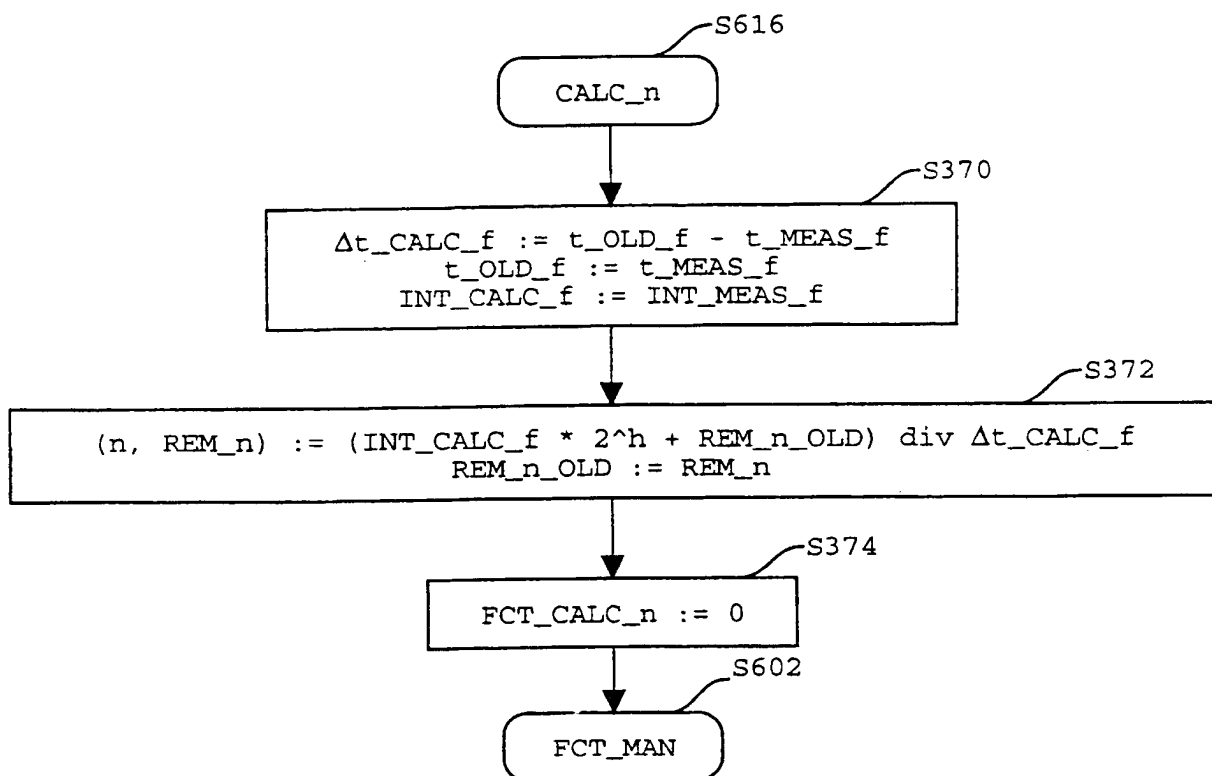 S616
CALC_n
S370
Δt_CALC_f := t_OLD_f - t_MEAS_f
t_OLD_f := t_MEAS_f
INT_CALC_f := INT_MEAS_f
S372
(n, REM_n) := (INT_CALC_f * 2^h + REM_n_OLD) div Δt_CALC_f
REM_n_OLD := REM_n
S374
FCT_CALC_n := 0
S602
FCT_MAN